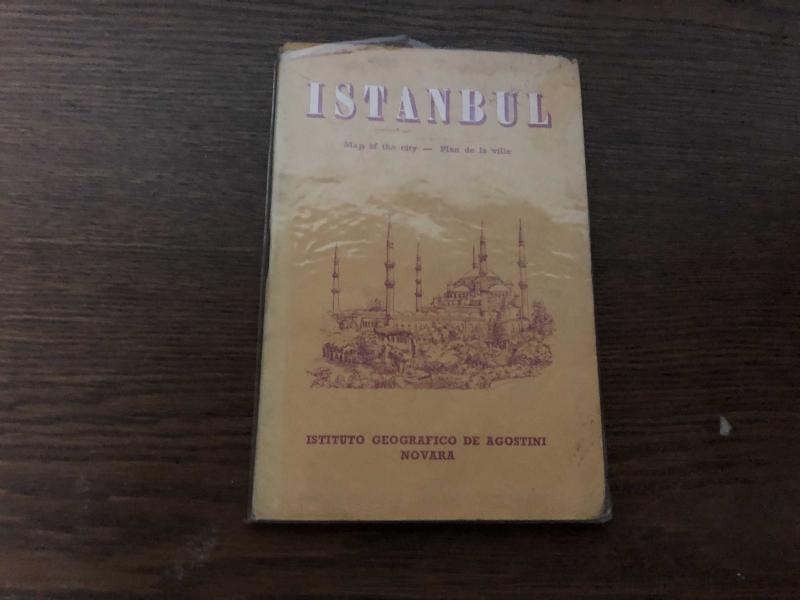 ISTANBUL
Map of the city — Plan de la ville
ISTITUTO GEOGRAFICO DE AGOSTINI
NOVARA